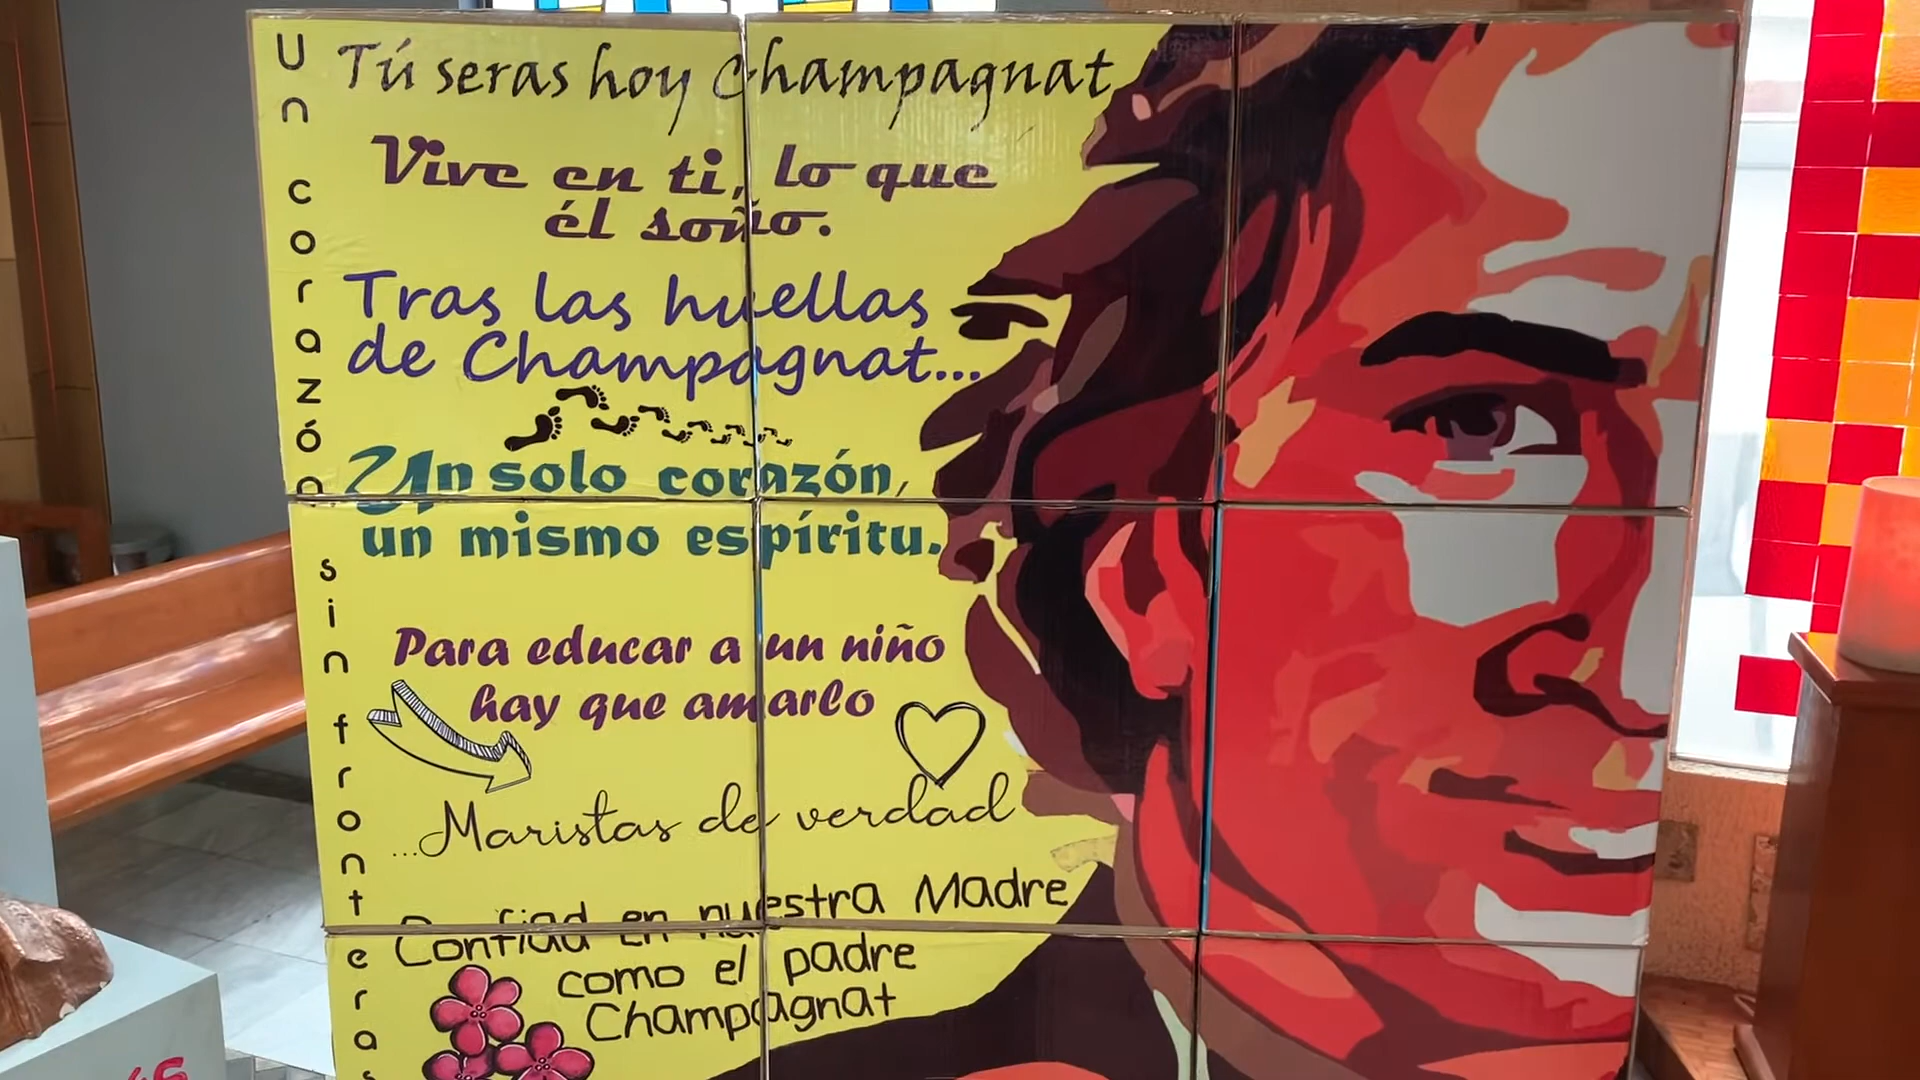 Un corazón sin fronteras
Tú seras hoy Champagnat
Vive en ti, lo que
él soño.
Tras las huellas
de Champagnat...
Un solo corazón,
un mismo espíritu.
Para educar a un niño
hay que amarlo
...Maristas de verdad
Confiad en nuestra Madre
como el padre
Champagnat